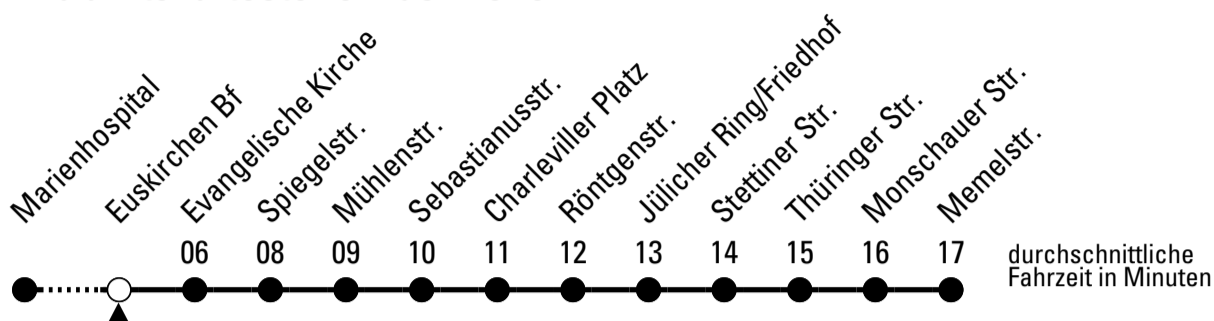 Marienhospital
Euskirchen Bf
Evangelische Kirche
Spiegelstr.
Mühlenstr.
Sebastianusstr.
Charleviller Platz
Röntgenstr.
Jülicher Ring/Friedhof
Stettiner Str.
Thüringer Str.
Monschauer Str.
Memelstr.
06 08 09 10 11 12 13 14 15 16 17
durchschnittliche
Fahrzeit in Minuten